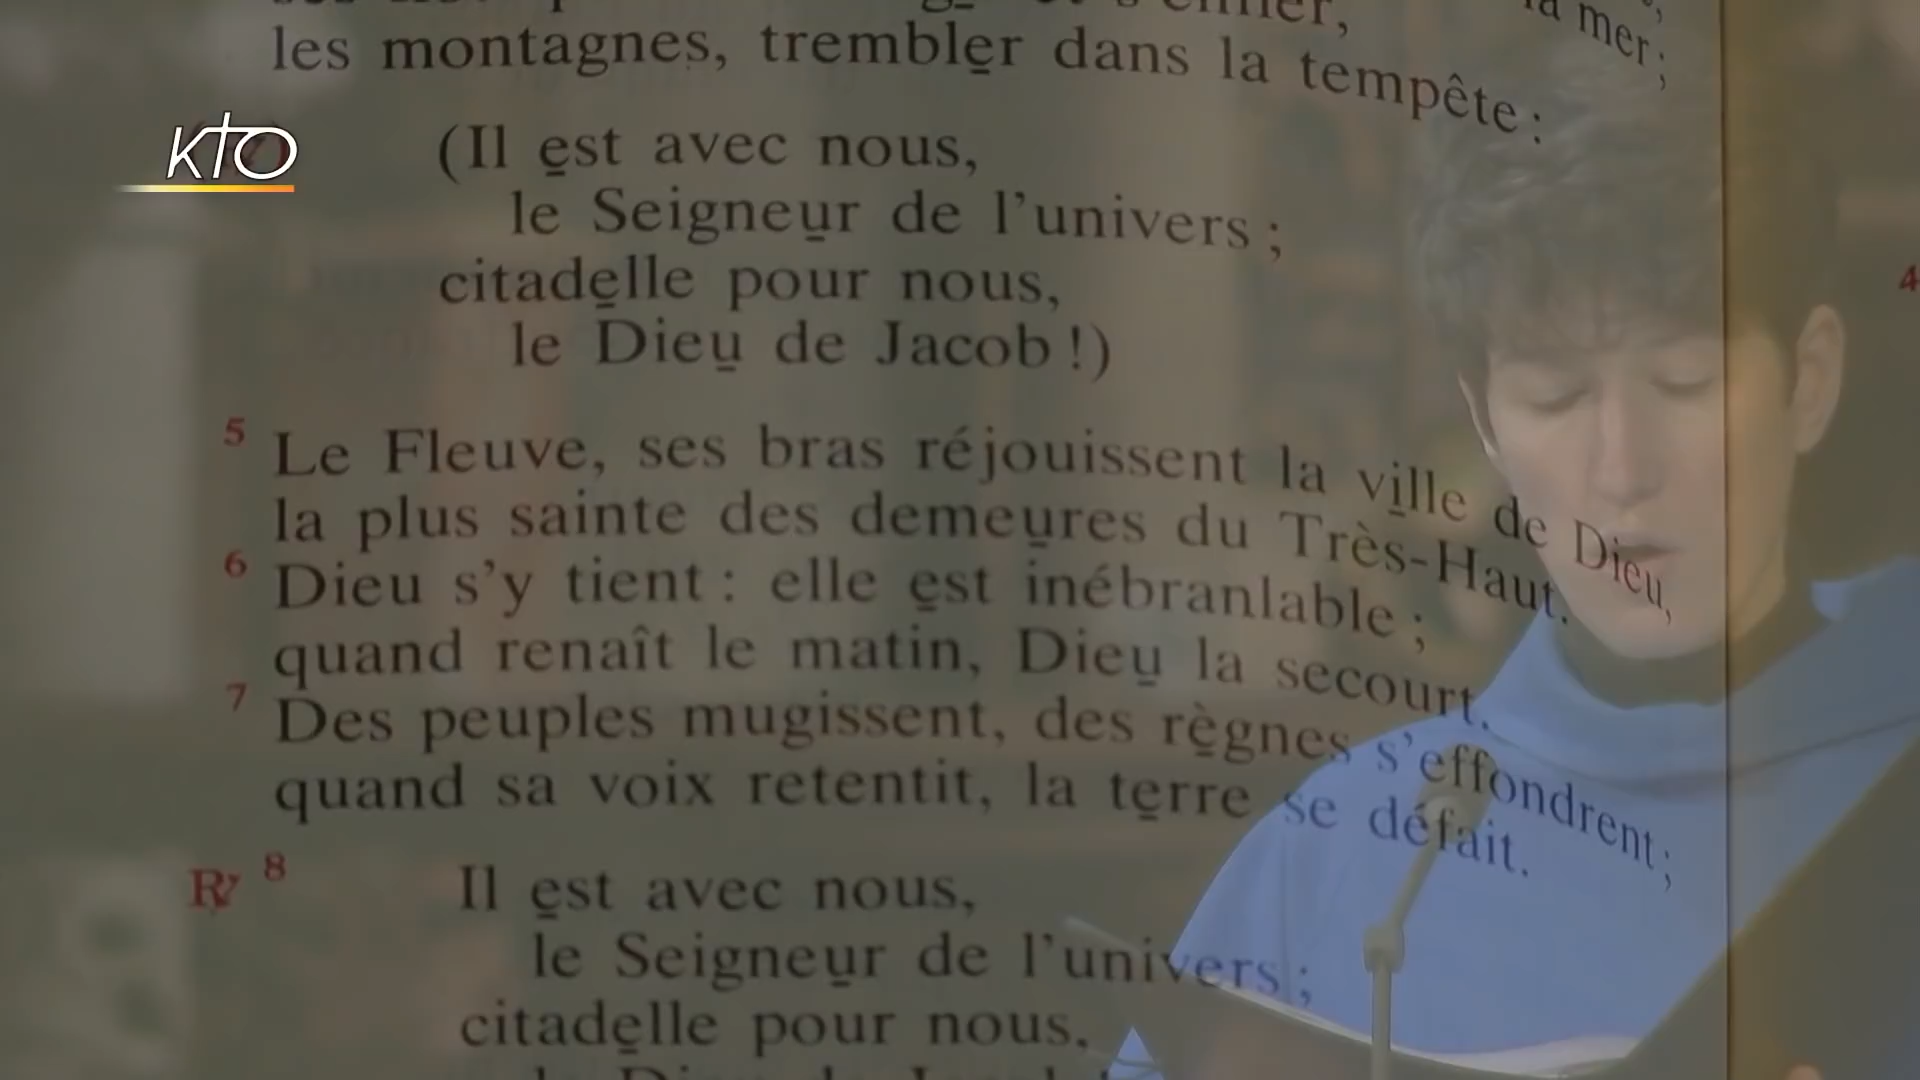 la mer ;
les montagnes, trembler dans la tempête :
KTO
(Il est avec nous,
le Seigneur de l'univers ;
citadelle pour nous,
le Dieu de Jacob !)
4
5 Le Fleuve, ses bras réjouissent la ville de Dieu,
la plus sainte des demeures du Très-Haut.
6 Dieu s'y tient : elle est inébranlable ;
quand renaît le matin, Dieu la secourt.
7 Des peuples mugissent, des règnes s'effondrent ;
quand sa voix retentit, la terre se défait.
R/ 8 Il est avec nous,
le Seigneur de l'univers ;
citadelle pour nous,